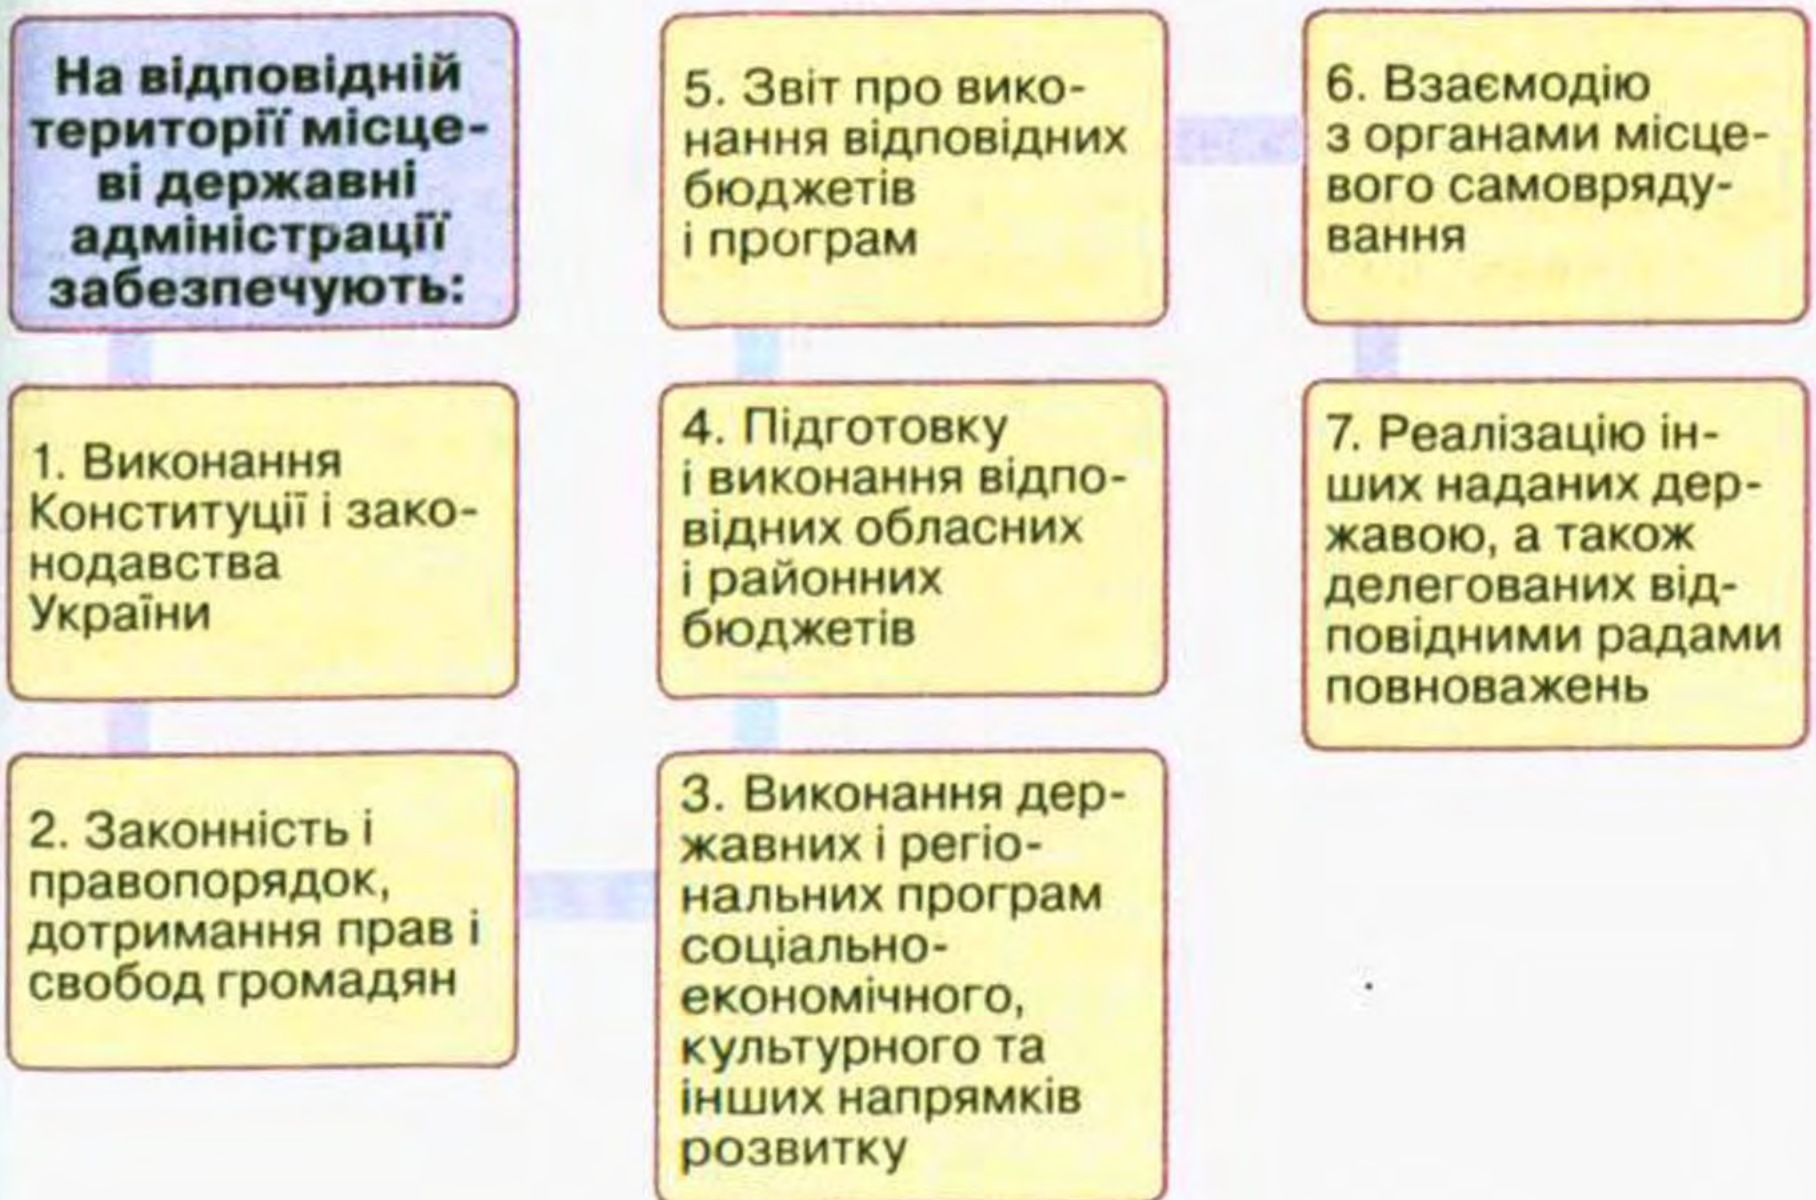 На відповідній
території місце-
ві державні
адміністрації
забезпечують:
1. Виконання
Конституції і зако-
нодавства
України
2. Законність і
правопорядок,
дотримання прав і
свобод громадян
3. Виконання дер-
жавних і регіо-
нальних програм
соціально-
економічного,
культурного та
інших напрямків
розвитку
4. Підготовку
і виконання відпо-
відних обласних
і районних
бюджетів
5. Звіт про вико-
нання відповідних
бюджетів
і програм
6. Взаємодію
з органами місце-
вого самовряду-
вання
7. Реалізацію ін-
ших наданих дер-
жавою, а також
делегованих від-
повідними радами
повноважень